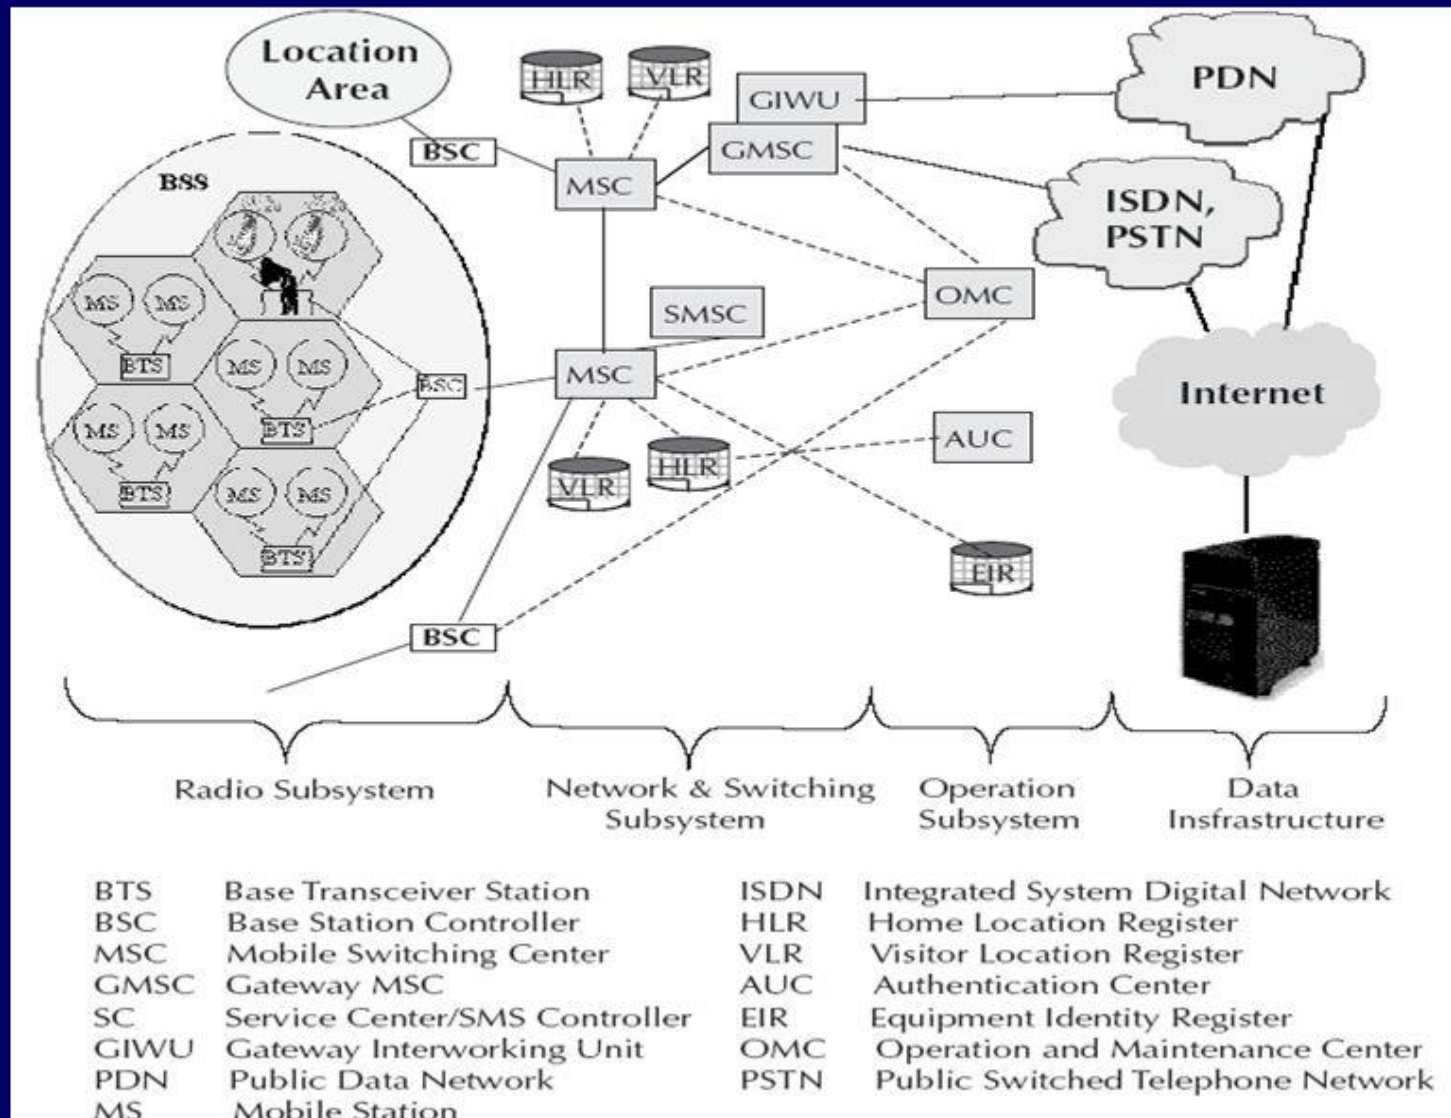 Location
Area
HLR
VLR
GIWU
PDN
BSC
GMSC
MSC
BSS
ISDN,
PSTN
OMC
MS
MS
SMSC
BTS
MS
MS
MSC
BSC
Internet
MS
MS
BTS
AUC
HLR
VLR
BTS
MS
MS
BTS
EIR
BSC
Radio Subsystem
Network & Switching
Subsystem
Operation
Subsystem
Data
Insfrastructure
BTS Base Transceiver Station
BSC Base Station Controller
MSC Mobile Switching Center
GMSC Gateway MSC
SC Service Center/SMS Controller
GIWU Gateway Interworking Unit
PDN Public Data Network
MS Mobile Station
ISDN Integrated System Digital Network
HLR Home Location Register
VLR Visitor Location Register
AUC Authentication Center
EIR Equipment Identity Register
OMC Operation and Maintenance Center
PSTN Public Switched Telephone Network